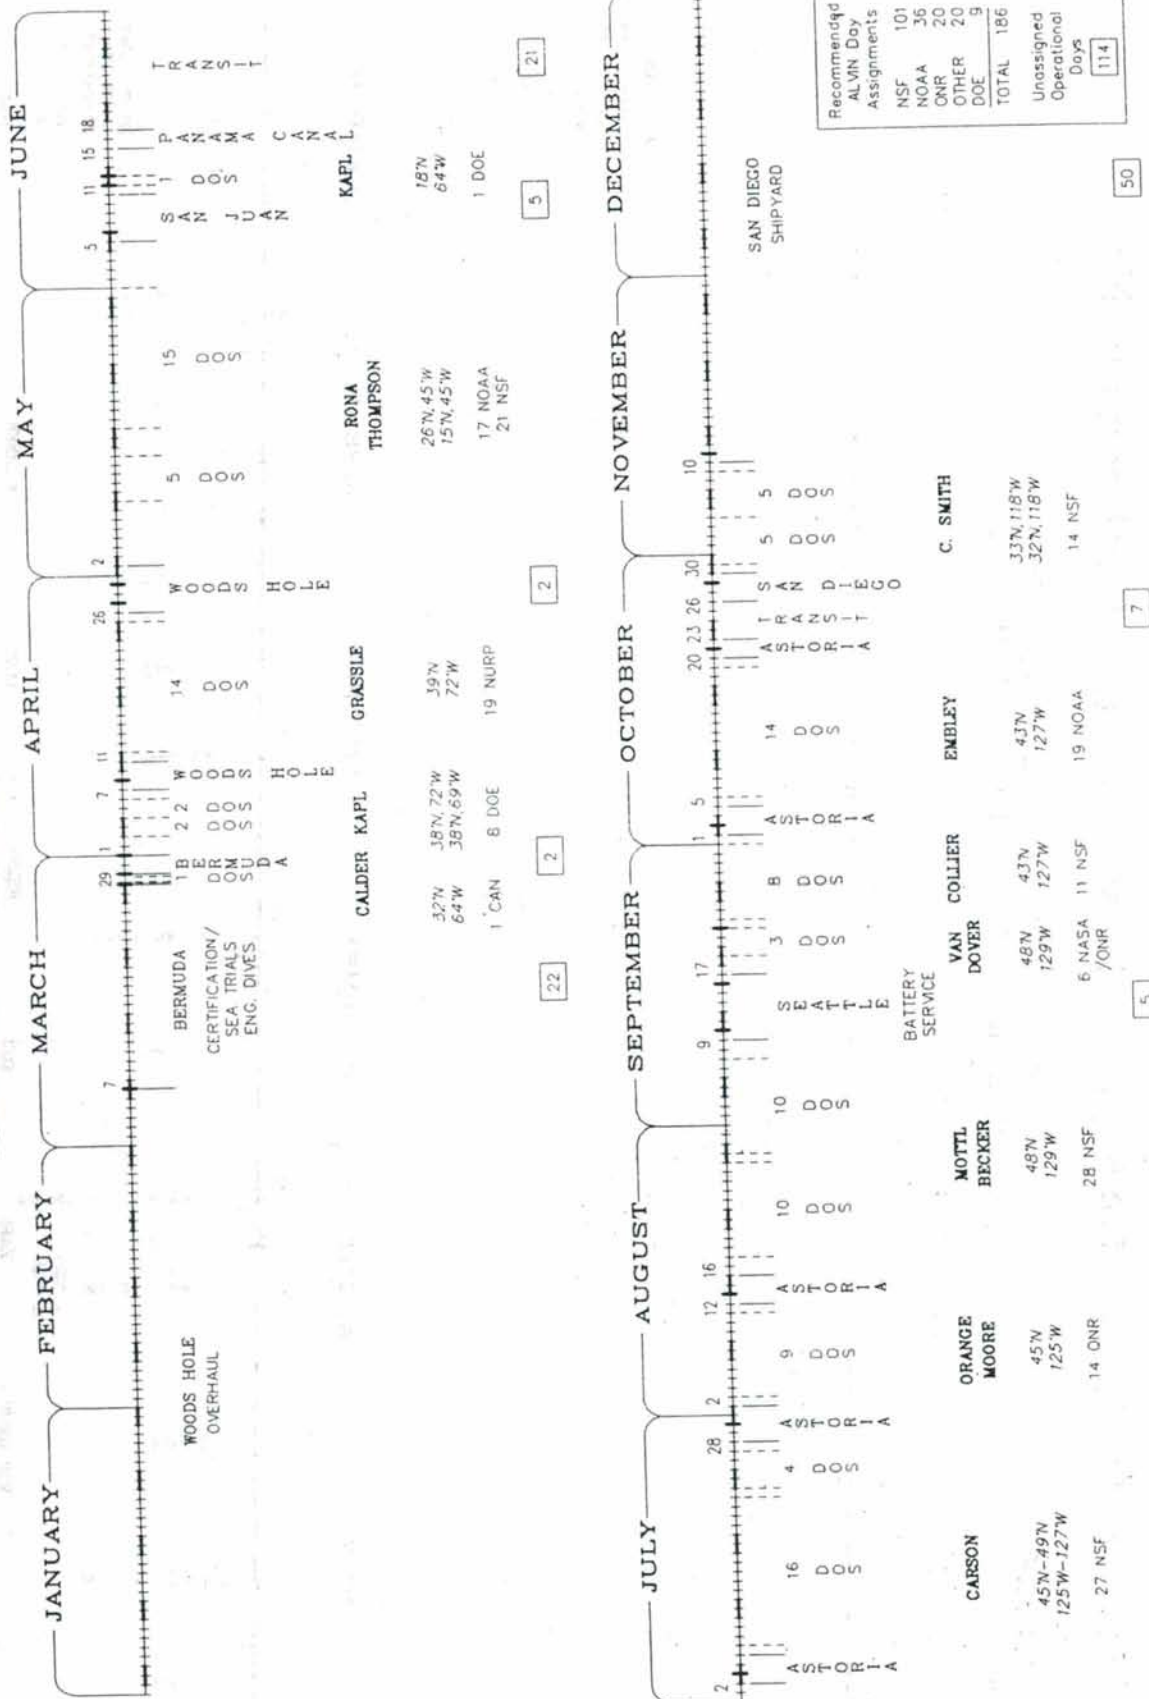 JANUARY FEBRUARY MARCH APRIL MAY JUNE
7 29 1 7 11 26 2 5 11 15 18
WOODS HOLE
OVERHAUL
BERMUDA
CERTIFICATION/
SEA TRIALS
ENG. DIVES
1 DOS
BERMUDA
2 DOS
2 DOS
WOODS HOLE
14 DOS
WOODS HOLE
5 DOS
15 DOS
SAN JUAN
1 DOS
PANAMA CANAL
TRANSIT
CALDER KAPL GRASSLE
RONA
THOMPSON
KAPL
32°N
64°W
1 CAN
38°N, 72°W
38°N, 69°W
8 DOE
39°N
72°W
19 NURP
26°N, 45°W
15°N, 45°W
17 NOAA
21 NSF
18°N
64°W
1 DOE
22 2 2 5 21
JULY AUGUST SEPTEMBER OCTOBER NOVEMBER DECEMBER
2 28 2 12 16 9 17 1 5 20 23 26 30 10
ASTORIA
16 DOS
4 DOS
ASTORIA
9 DOS
ASTORIA
10 DOS
10 DOS
SEATTLE
BATTERY
SERVICE
3 DOS
8 DOS
ASTORIA
14 DOS
ASTORIA
TRANSIT
SAN DIEGO
5 DOS
5 DOS
SAN DIEGO
SHIPYARD
CARSON
45°N-49°N
125°W-127°W
27 NSF
ORANGE
MOORE
45°N
125°W
14 ONR
MOTTL
BECKER
48°N
129°W
28 NSF
VAN
DOVER
48°N
129°W
6 NASA
/ONR
COLLIER
43°N
127°W
11 NSF
EMBLEY
43°N
127°W
19 NOAA
C. SMITH
33°N, 118°W
32°N, 118°W
14 NSF
5 7 50
Recommended
ALVIN Day
Assignments
NSF 101
NOAA 36
ONR 20
OTHER 20
DOE 9
TOTAL 186
Unassigned
Operational
Days
114